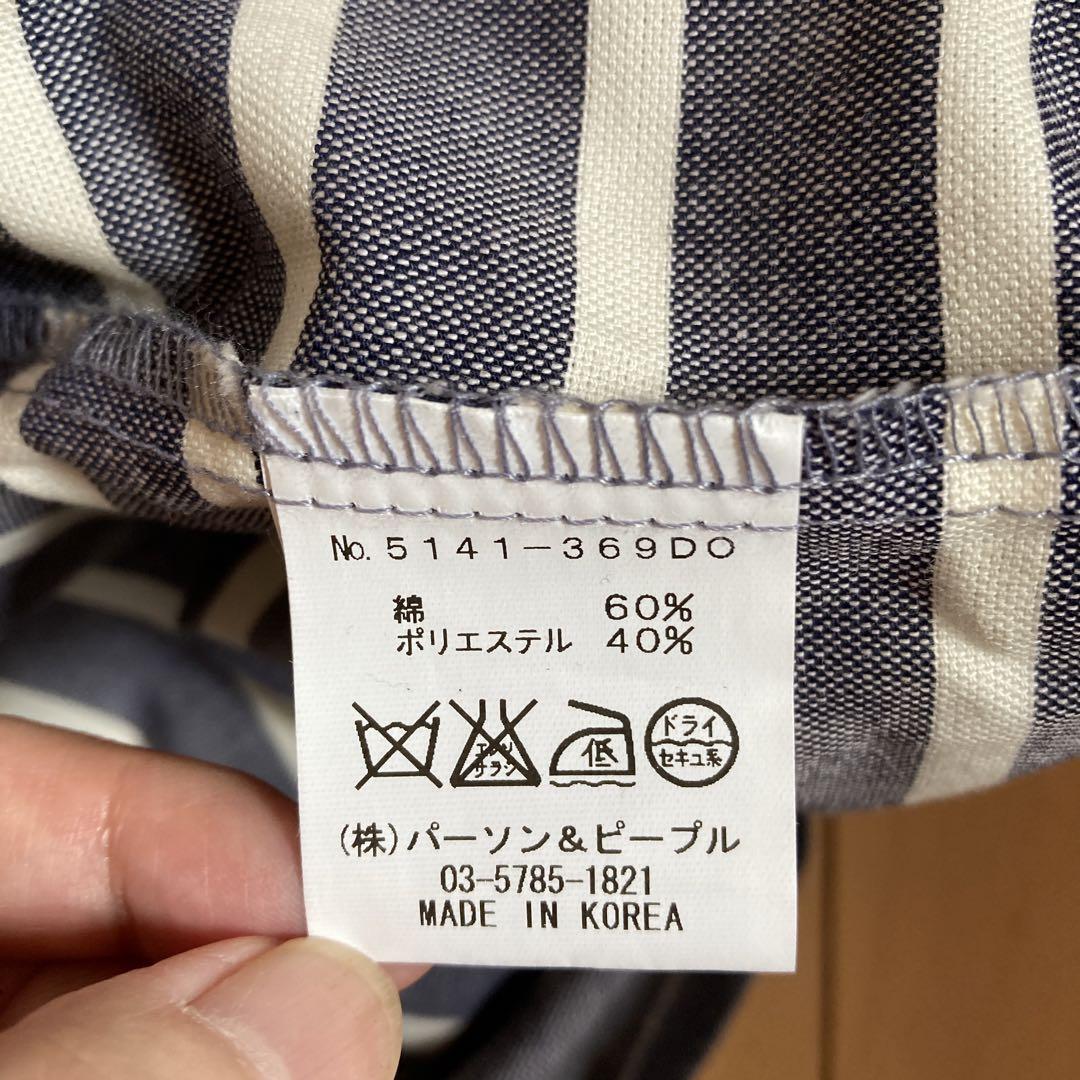 No. 5141-369DO
綿 60%
ポリエステル 40%
エンソ サラシ 低 ドライ セキユ系
(株)パーソン&ピープル
03-5785-1821
MADE IN KOREA